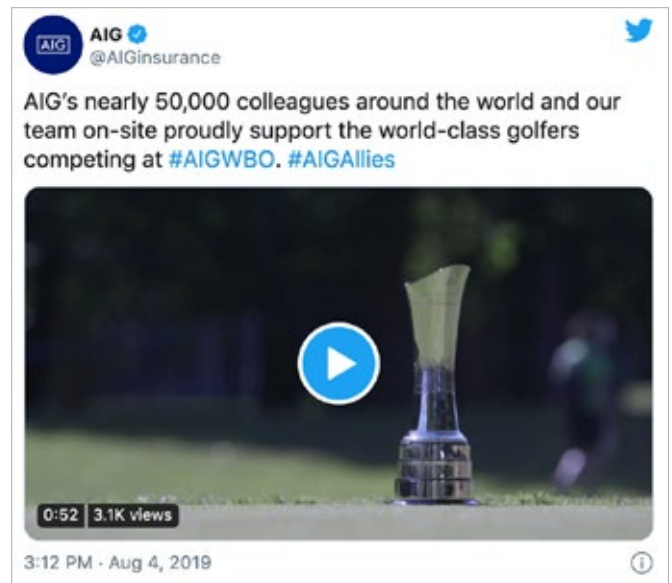 AIG
AIG
@AIGinsurance
AIG's nearly 50,000 colleagues around the world and our
team on-site proudly support the world-class golfers
competing at #AIGWBO. #AIGAllies
0:52 3.1K views
3:12 PM · Aug 4, 2019